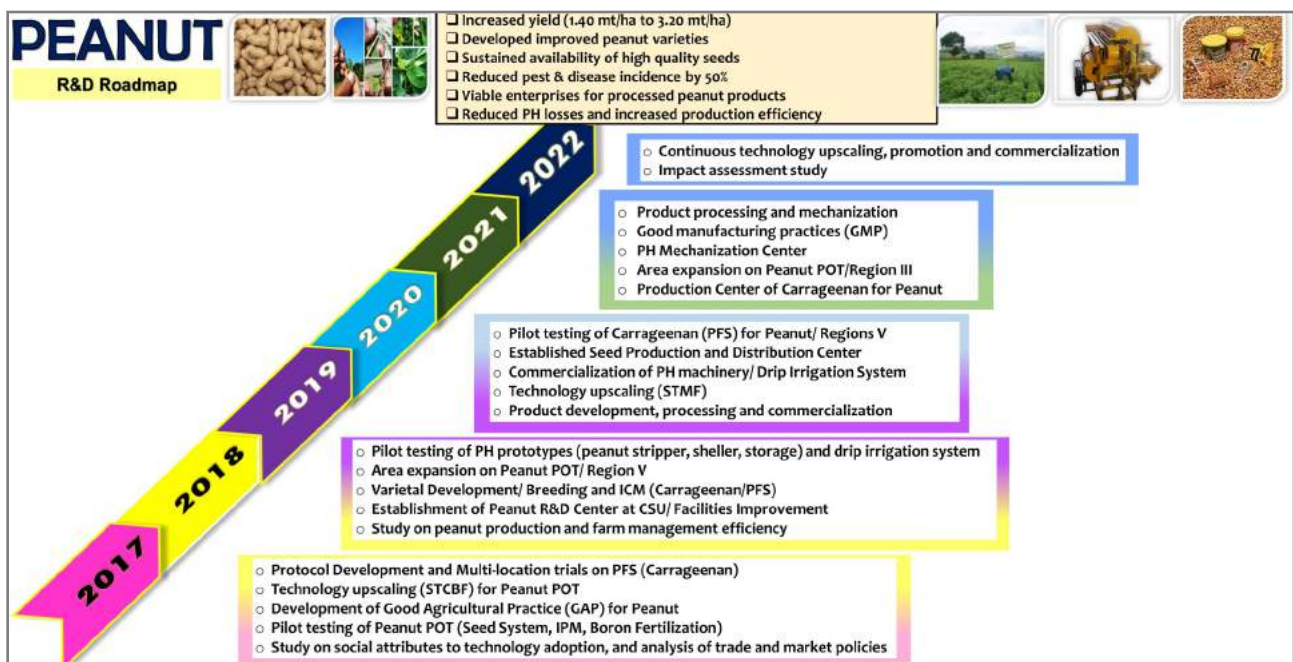 PEANUT
R&D Roadmap
❑ Increased yield (1.40 mt/ha to 3.20 mt/ha)
❑ Developed improved peanut varieties
❑ Sustained availability of high quality seeds
❑ Reduced pest & disease incidence by 50%
❑ Viable enterprises for processed peanut products
❑ Reduced PH losses and increased production efficiency
2022
o Continuous technology upscaling, promotion and commercialization
o Impact assessment study
2021
o Product processing and mechanization
o Good manufacturing practices (GMP)
o PH Mechanization Center
o Area expansion on Peanut POT/Region III
o Production Center of Carrageenan for Peanut
2020
o Pilot testing of Carrageenan (PFS) for Peanut/ Regions V
o Established Seed Production and Distribution Center
o Commercialization of PH machinery/ Drip Irrigation System
o Technology upscaling (STMF)
o Product development, processing and commercialization
2019
o Pilot testing of PH prototypes (peanut stripper, sheller, storage) and drip irrigation system
o Area expansion on Peanut POT/ Region V
o Varietal Development/ Breeding and ICM (Carrageenan/PFS)
o Establishment of Peanut R&D Center at CSU/ Facilities Improvement
o Study on peanut production and farm management efficiency
2018
o Protocol Development and Multi-location trials on PFS (Carrageenan)
o Technology upscaling (STCBF) for Peanut POT
o Development of Good Agricultural Practice (GAP) for Peanut
o Pilot testing of Peanut POT (Seed System, IPM, Boron Fertilization)
o Study on social attributes to technology adoption, and analysis of trade and market policies
2017